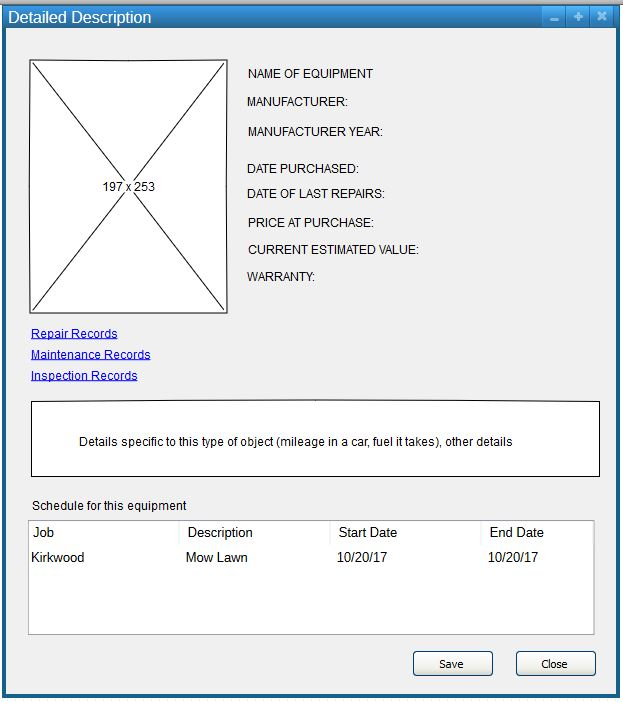 Detailed Description
197 x 253
NAME OF EQUIPMENT
MANUFACTURER:
MANUFACTURER YEAR:
DATE PURCHASED:
DATE OF LAST REPAIRS:
PRICE AT PURCHASE:
CURRENT ESTIMATED VALUE:
WARRANTY:
Repair Records
Maintenance Records
Inspection Records
Details specific to this type of object (mileage in a car, fuel it takes), other details
Schedule for this equipment
Job Description Start Date End Date
Kirkwood Mow Lawn 10/20/17 10/20/17
Save Close